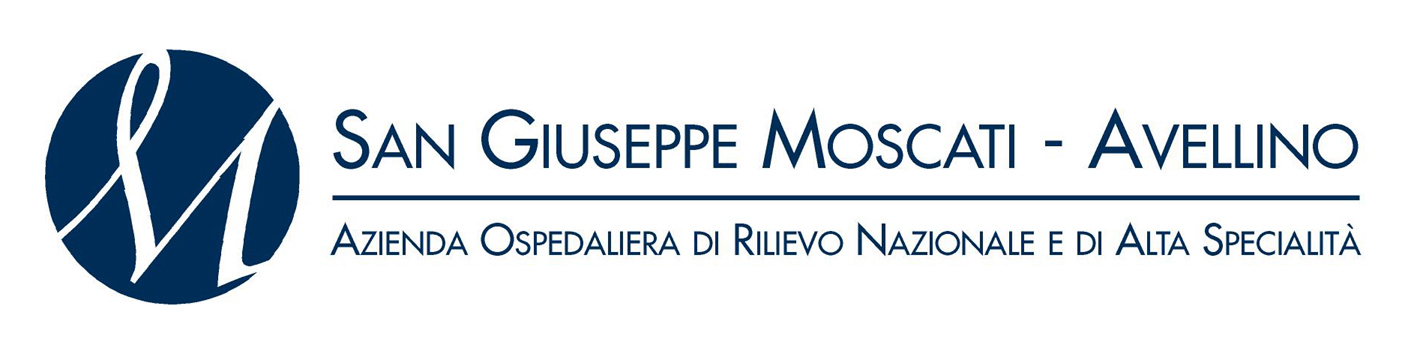 M
SAN GIUSEPPE MOSCATI - AVELLINO
AZIENDA OSPEDALIERA DI RILIEVO NAZIONALE E DI ALTA SPECIALITÀ